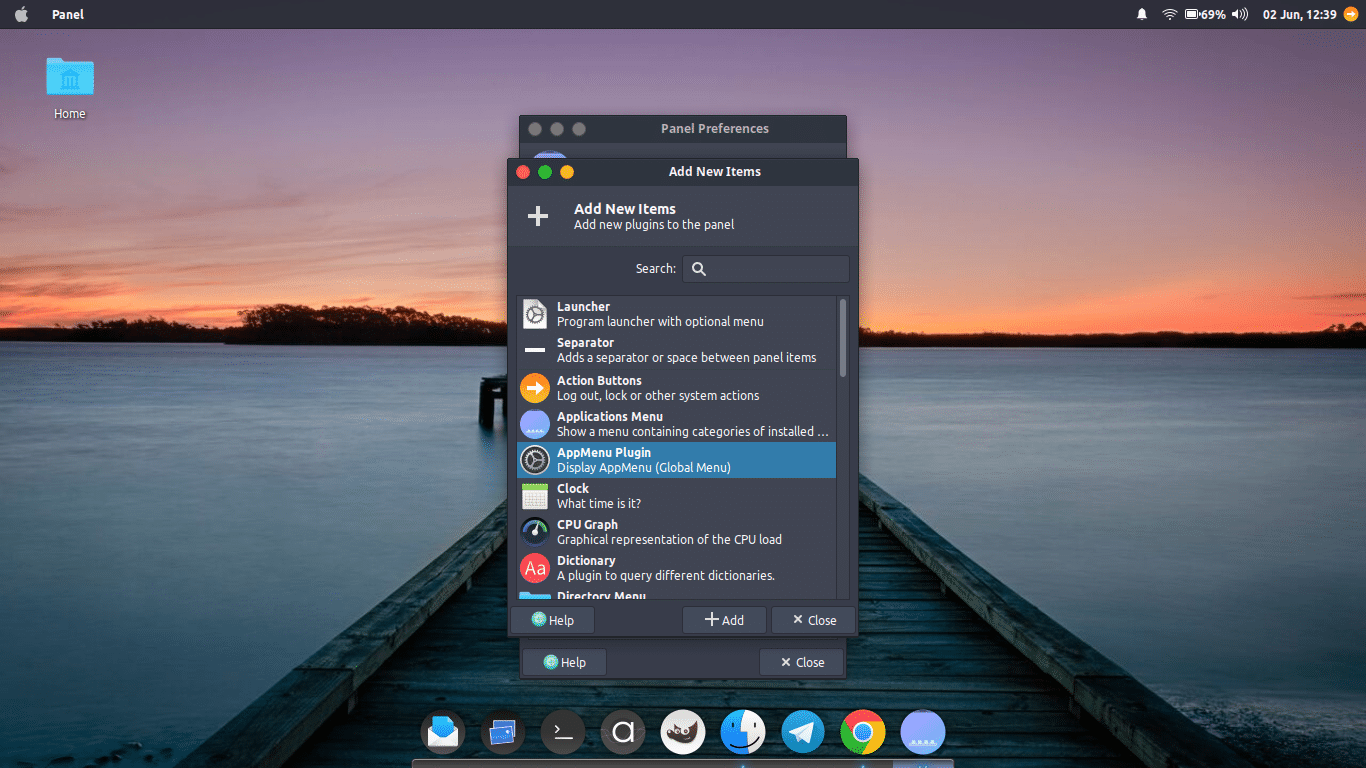 Panel
69%
02 Jun, 12:39
Home
Panel Preferences
Add New Items
Add New Items
Add new plugins to the panel
Search:
Launcher
Program launcher with optional menu
Separator
Adds a separator or space between panel items
Action Buttons
Log out, lock or other system actions
Applications Menu
Show a menu containing categories of installed …
AppMenu Plugin
Display AppMenu (Global Menu)
Clock
What time is it?
CPU Graph
Graphical representation of the CPU load
Aa
Dictionary
A plugin to query different dictionaries.
Directory Menu
Help
Add
Close
Help
Close
a